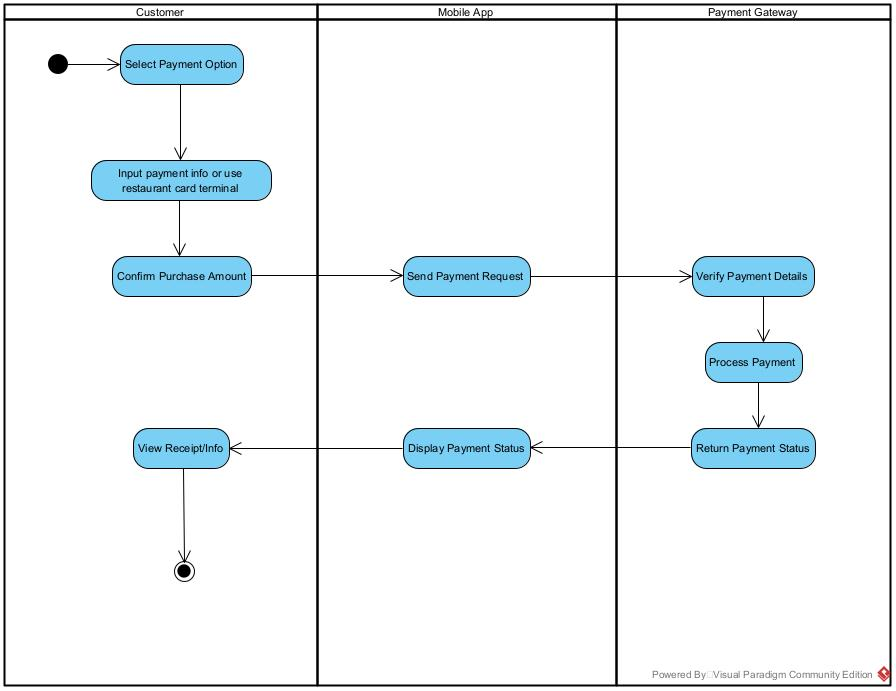 Customer
Mobile App
Payment Gateway
Select Payment Option
Input payment info or use
restaurant card terminal
Confirm Purchase Amount
Send Payment Request
Verify Payment Details
Process Payment
View Receipt/Info
Display Payment Status
Return Payment Status
Powered By Visual Paradigm Community Edition